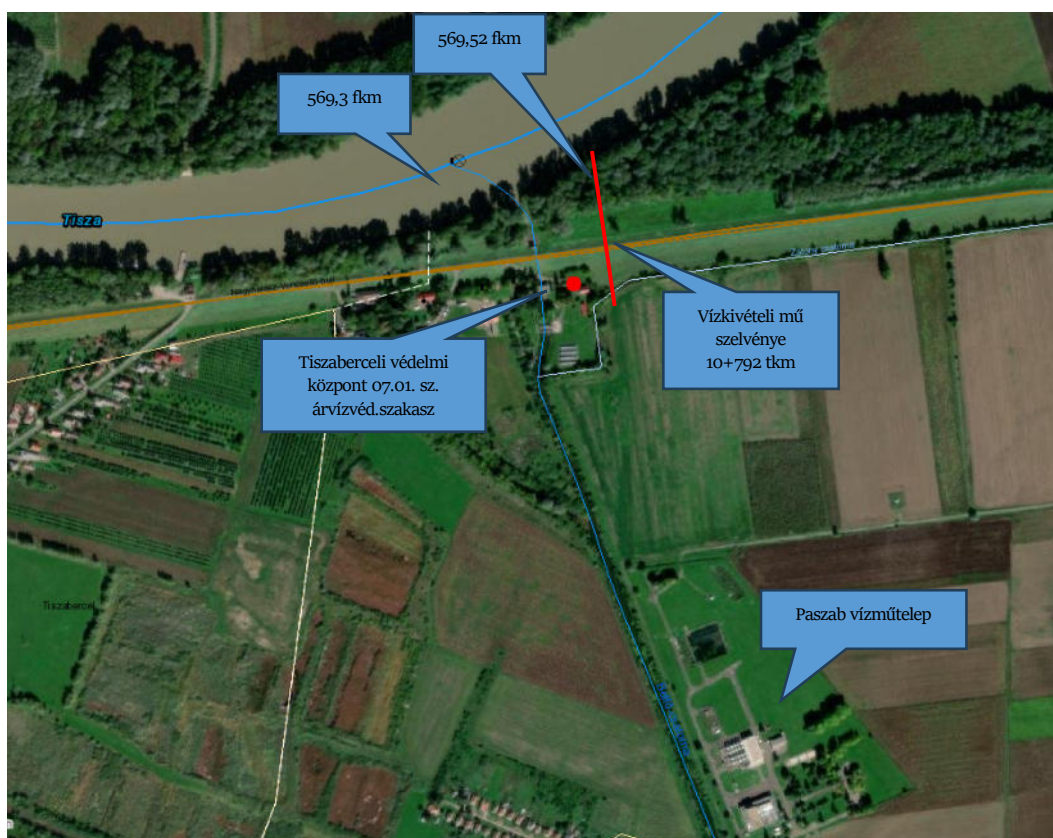 569,52 fkm
569,3 fkm
Tisza
Vízkivételi mű
szelvénye
10+792 tkm
Tiszaberceli védelmi
központ 07.01. sz.
árvízvéd.szakasz
Paszab vízműtelep
Tiszabercel